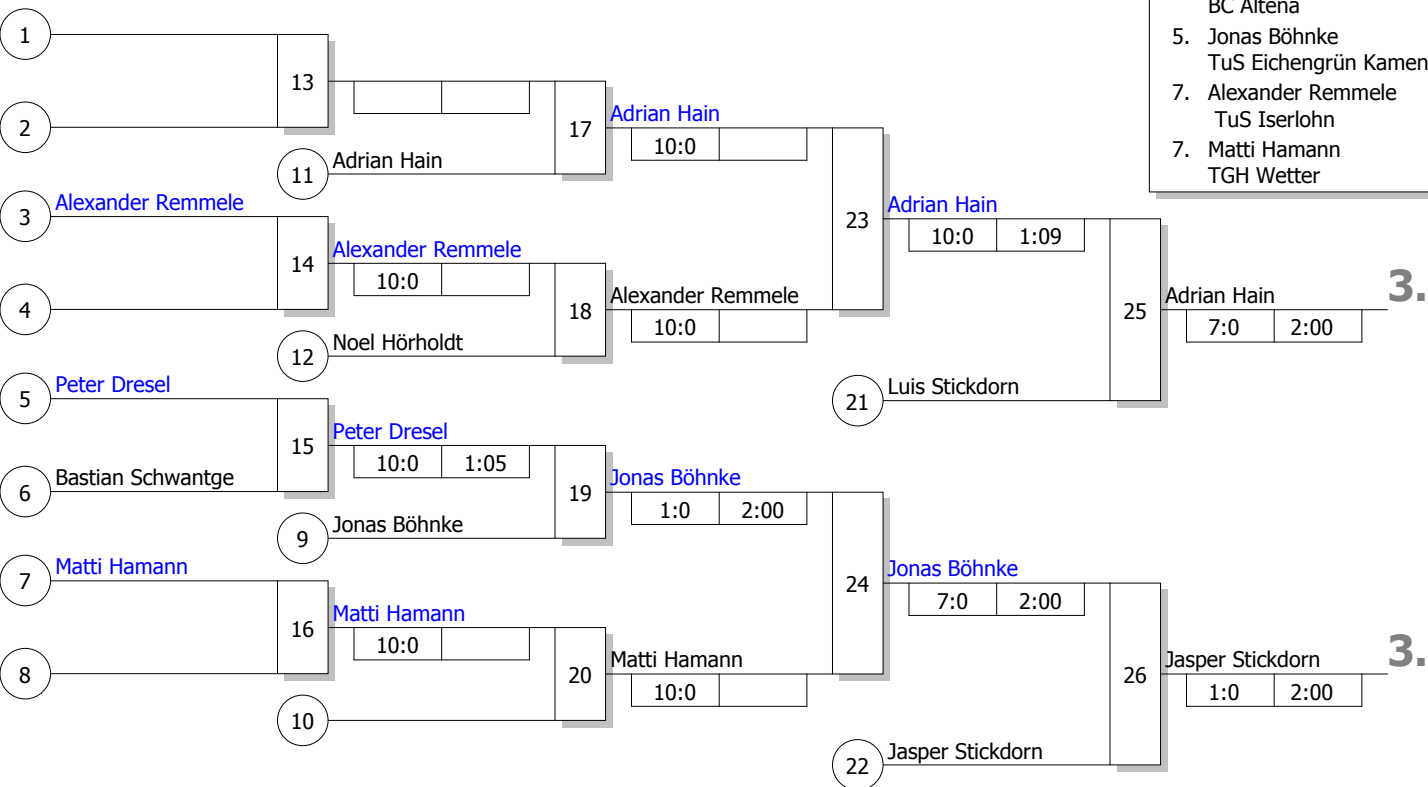 BC Altena
5. Jonas Böhnke
TuS Eichengrün Kamen
7. Alexander Remmele
TuS Iserlohn
7. Matti Hamann
TGH Wetter
1
13
2
17
Adrian Hain
10:0
11
Adrian Hain
3
Alexander Remmele
23
Adrian Hain
10:0 1:09
14
Alexander Remmele
10:0
4
18
Alexander Remmele
10:0
25
Adrian Hain
7:0 2:00
3.
12
Noel Hörholdt
5
Peter Dresel
21
Luis Stickdorn
15
Peter Dresel
10:0 1:05
6
Bastian Schwantge
19
Jonas Böhnke
1:0 2:00
9
Jonas Böhnke
7
Matti Hamann
24
Jonas Böhnke
7:0 2:00
16
Matti Hamann
10:0
8
20
Matti Hamann
10:0
26
Jasper Stickdorn
1:0 2:00
3.
10
22
Jasper Stickdorn